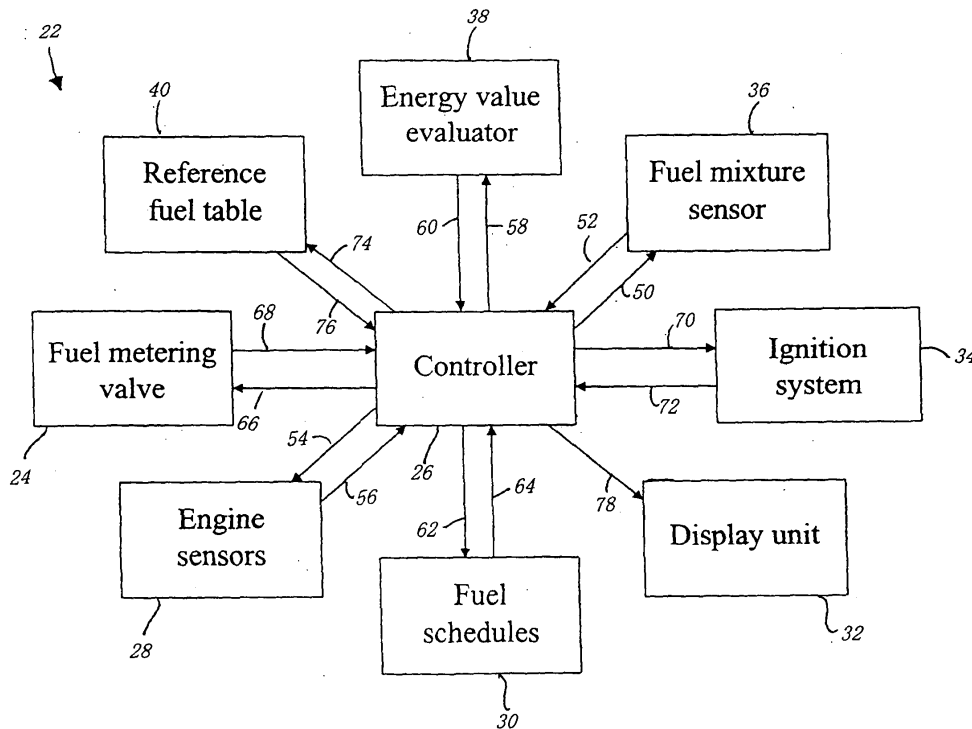 22
38
Energy value
evaluator
36
Fuel mixture
sensor
40
Reference
fuel table
60
58
52
50
74
76
Fuel metering
valve
24
68
66
Controller
26
70
72
Ignition
system
34
54
56
Engine
sensors
28
62
64
Fuel
schedules
30
78
Display unit
32